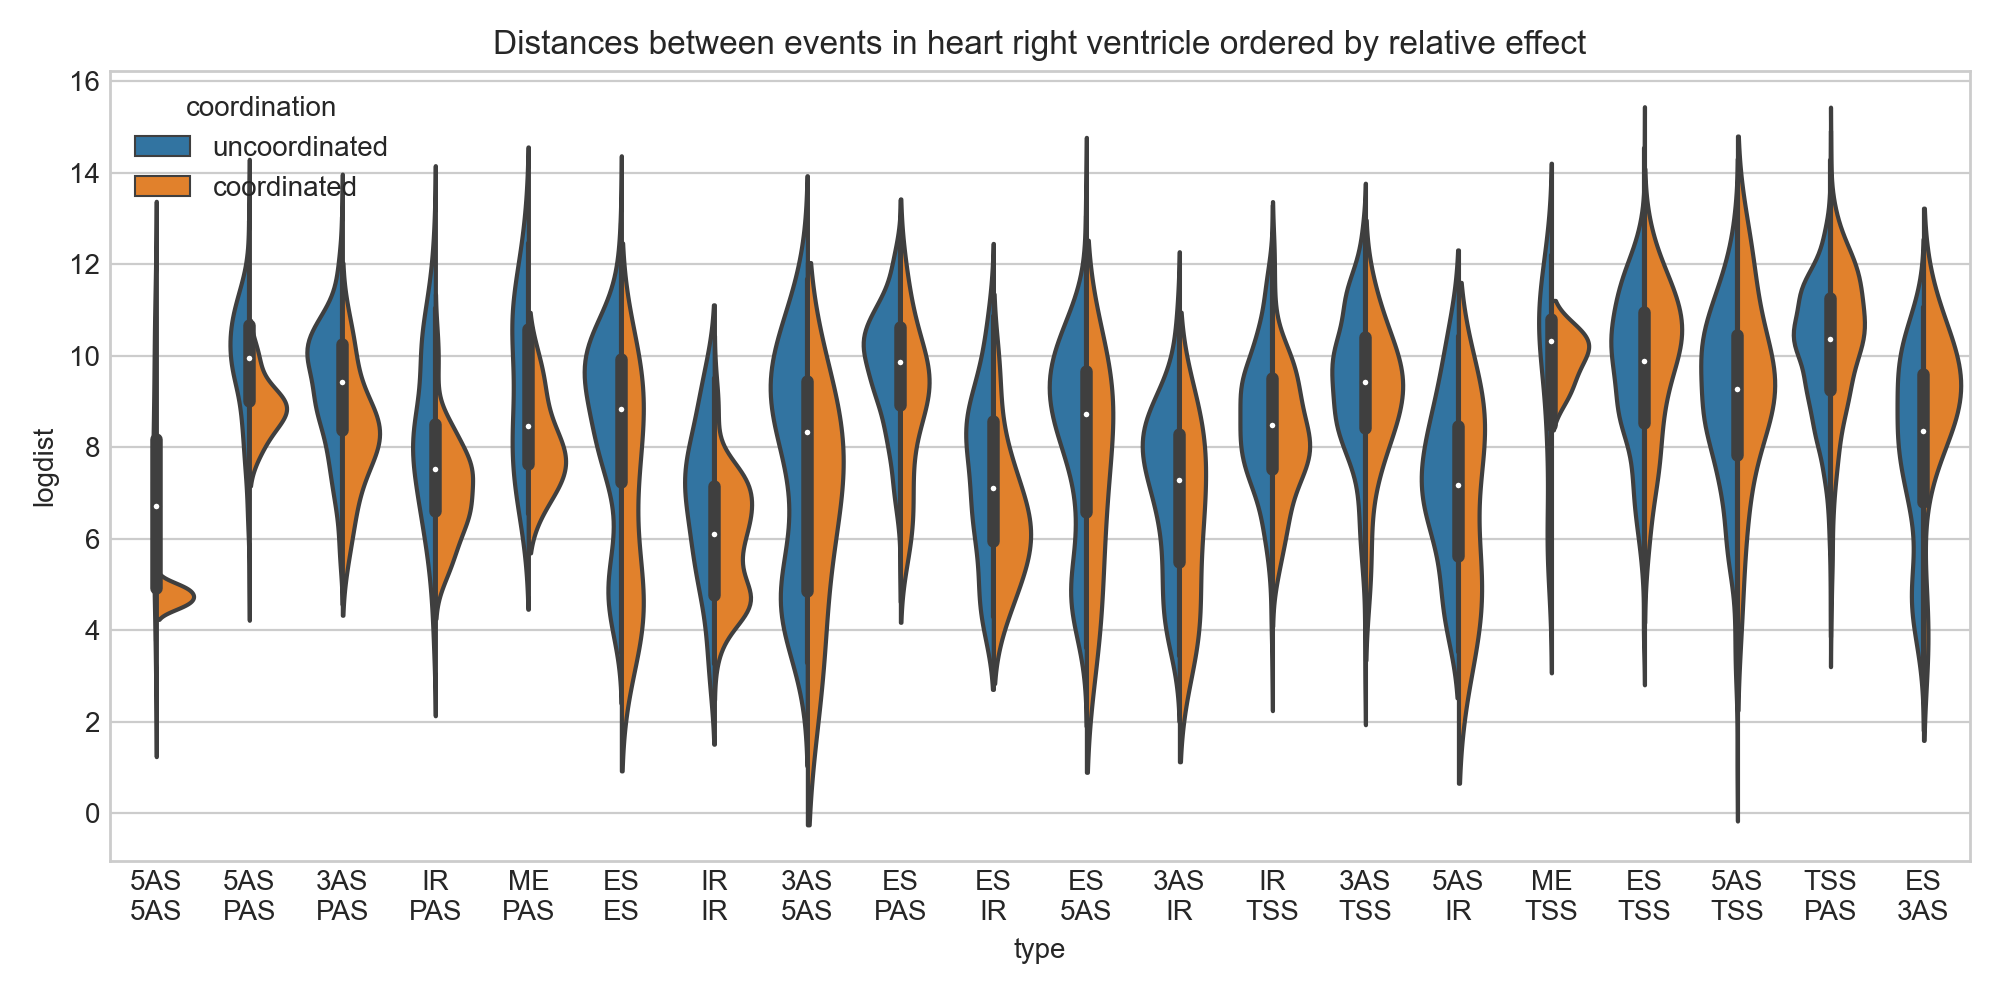 Distances between events in heart right ventricle ordered by relative effect
16
14
12
10
8
6
4
2
0
logdist
coordination
uncoordinated
coordinated
5AS 5AS 3AS IR ME ES IR 3AS ES ES ES 3AS IR 3AS 5AS ME ES 5AS TSS ES
5AS PAS PAS PAS PAS ES IR 5AS PAS IR 5AS IR TSS TSS IR TSS TSS TSS PAS 3AS
type